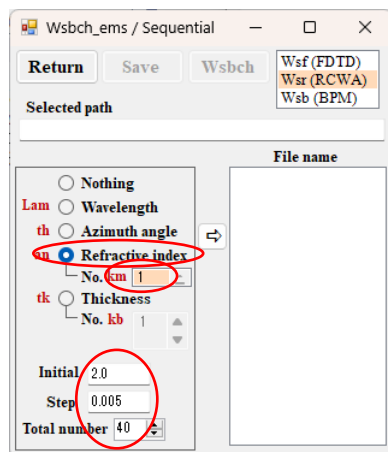 Wsbch_ems / Sequential
Return Save Wsbch
Wsf (FDTD)
Wsr (RCWA)
Wsb (BPM)
Selected path
File name
Nothing
Lam Wavelength
th Azimuth angle
an Refractive index
No. km 1
tk Thickness
No. kb 1
Initial 2.0
Step 0.005
Total number 40